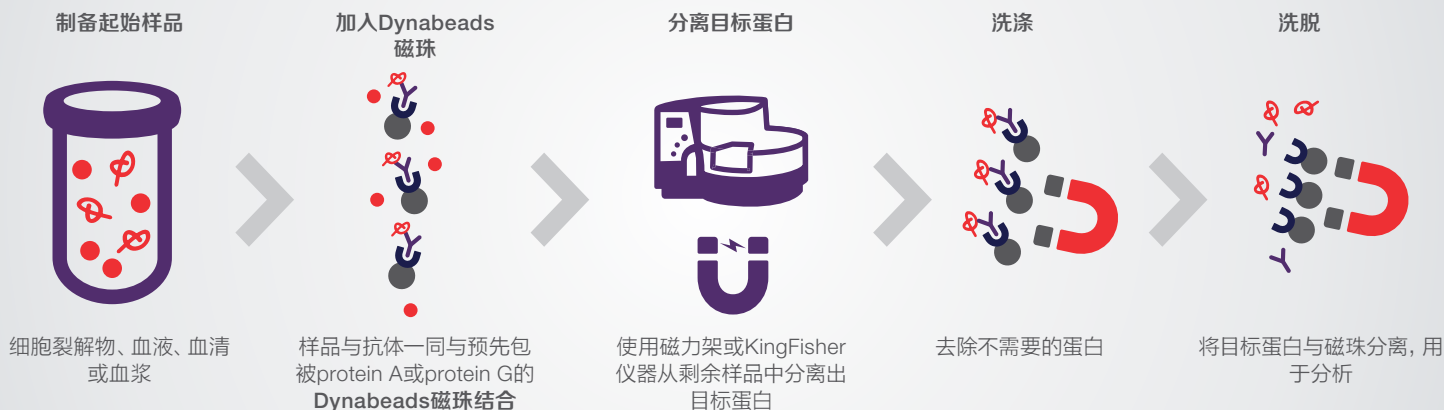 制备起始样品
加入Dynabeads
磁珠
分离目标蛋白
洗涤
洗脱
细胞裂解物、血液、血清
或血浆
样品与抗体一同与预先包
被protein A或protein G的
Dynabeads磁珠结合
使用磁力架或KingFisher
仪器从剩余样品中分离出
目标蛋白
去除不需要的蛋白
将目标蛋白与磁珠分离, 用
于分析